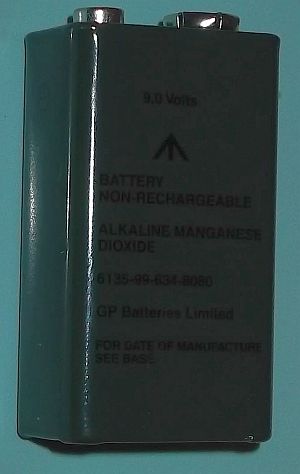 9.0 Volts
BATTERY
NON-RECHARGEABLE
ALKALINE MANGANESE
DIOXIDE
6135-99-634-8080
GP Batteries Limited
FOR DATE OF MANUFACTURE
SEE BASE